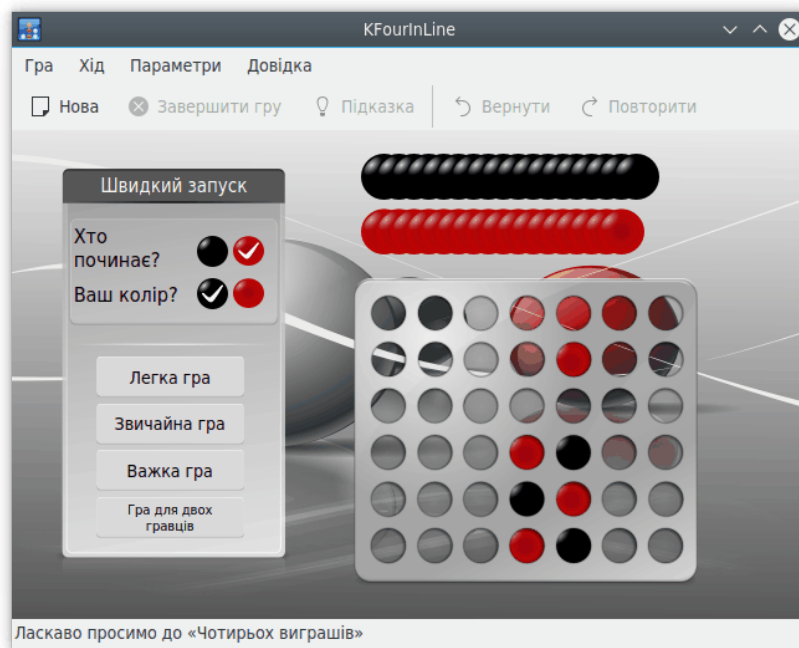 KFourInLine
Гра Хід Параметри Довідка
Нова Завершити гру Підказка Вернути Повторити
Швидкий запуск
Хто
починає?
Ваш колір?
Легка гра
Звичайна гра
Важка гра
Гра для двох
гравців
Ласкаво просимо до «Чотирьох виграшів»